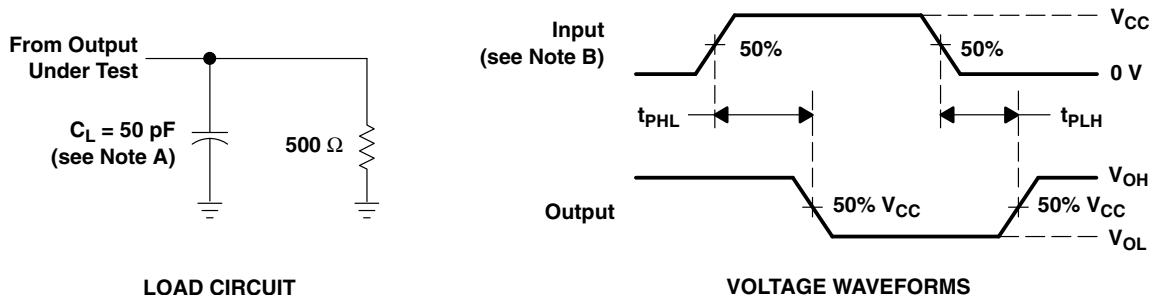 From Output
Under Test
C_L = 50 pF
(see Note A)
500 Ω
LOAD CIRCUIT
Input
(see Note B)
50%
50%
V_CC
0 V
t_PHL
t_PLH
Output
50% V_CC
50% V_CC
V_OH
V_OL
VOLTAGE WAVEFORMS